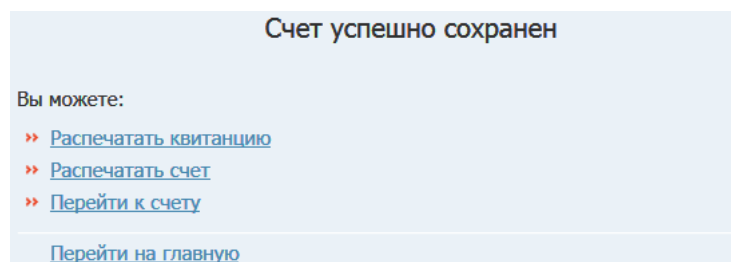 Счет успешно сохранен
Вы можете:
Распечатать квитанцию
Распечатать счет
Перейти к счету
Перейти на главную